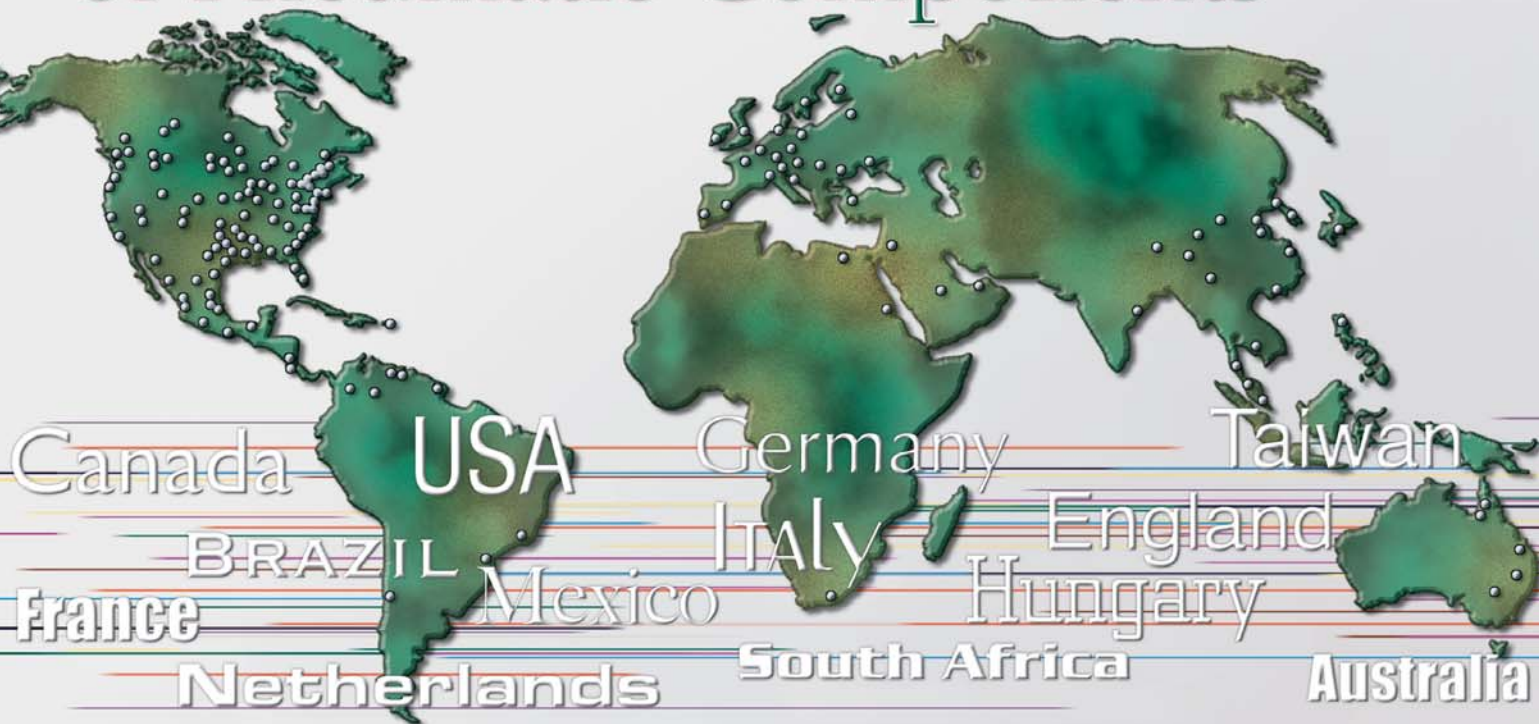 Canada
USA
Germany
Taiwan
BRAZIL
ITALY
England
France
Mexico
Hungary
Netherlands
South Africa
Australia